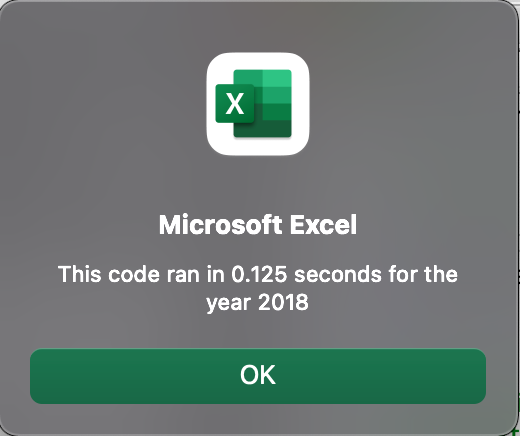 X
Microsoft Excel
This code ran in 0.125 seconds for the
year 2018
OK